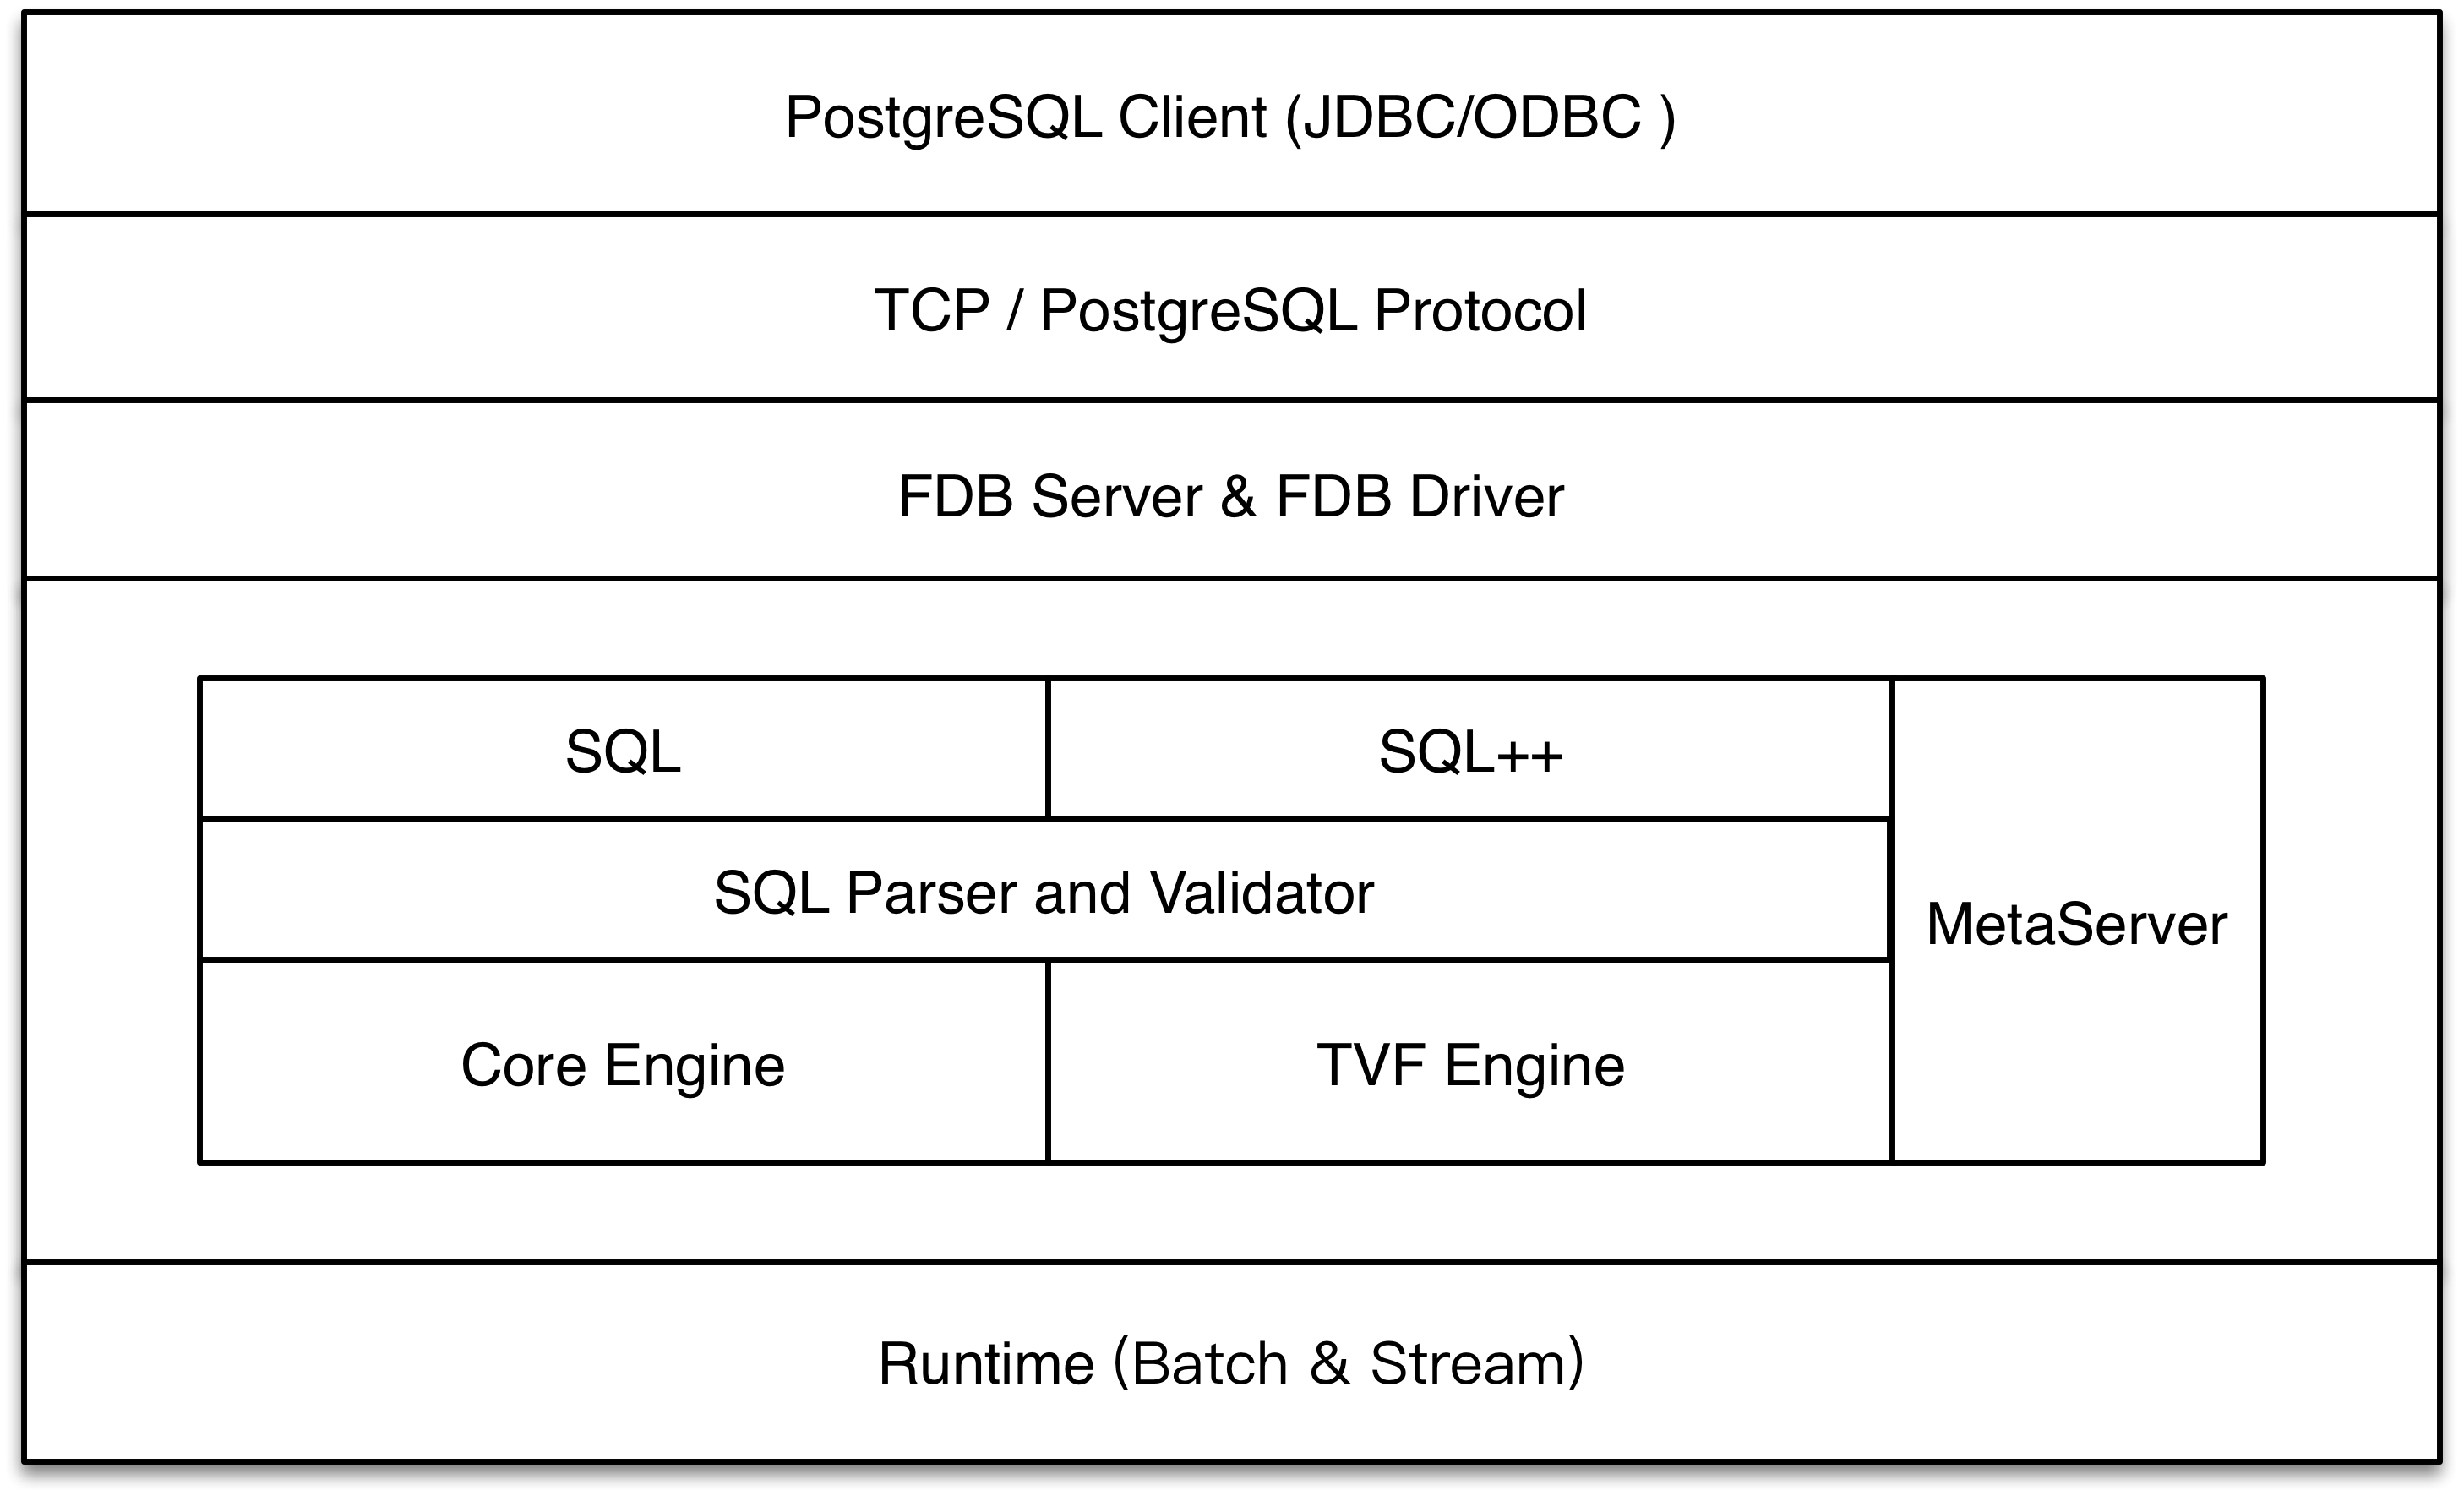 PostgreSQL Client (JDBC/ODBC )
TCP / PostgreSQL Protocol
FDB Server & FDB Driver
SQL
SQL++
SQL Parser and Validator
MetaServer
Core Engine
TVF Engine
Runtime (Batch & Stream)